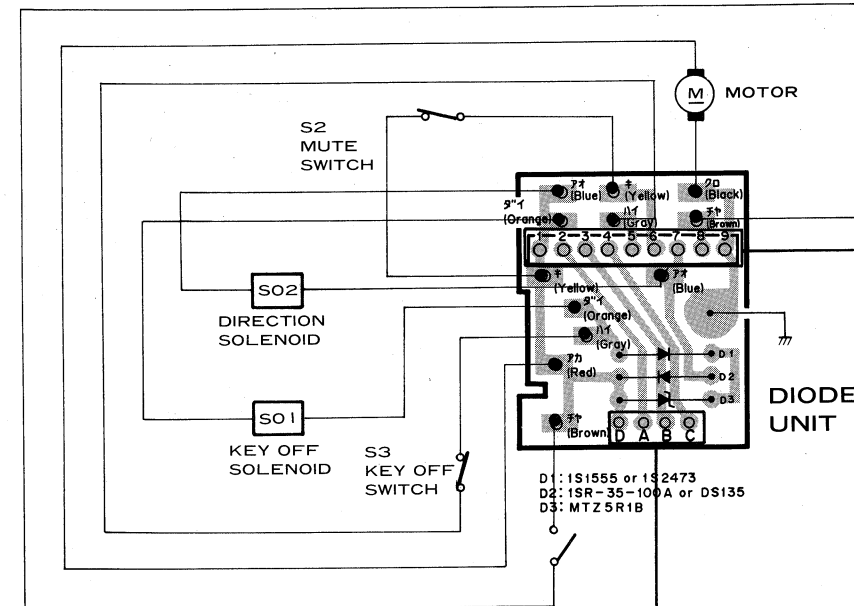 M
MOTOR
S2
MUTE
SWITCH
アオ
(Blue)
キ
(Yellow)
クロ
(Black)
ダイ
(Orange)
ハイ
(Gray)
チャ
(Brown)
1-2-3-4-5-6-7-8-9
キ
(Yellow)
アオ
(Blue)
SO2
DIRECTION
SOLENOID
ダイ
(Orange)
ハイ
(Gray)
アカ
(Red)
D1
D2
D3
DIODE
UNIT
SO1
KEY OFF
SOLENOID
チャ
(Brown)
D A B C
S3
KEY OFF
SWITCH
D1: 1S1555 or 1S2473
D2: 1SR-35-100A or DS135
D3: MTZ5R1B